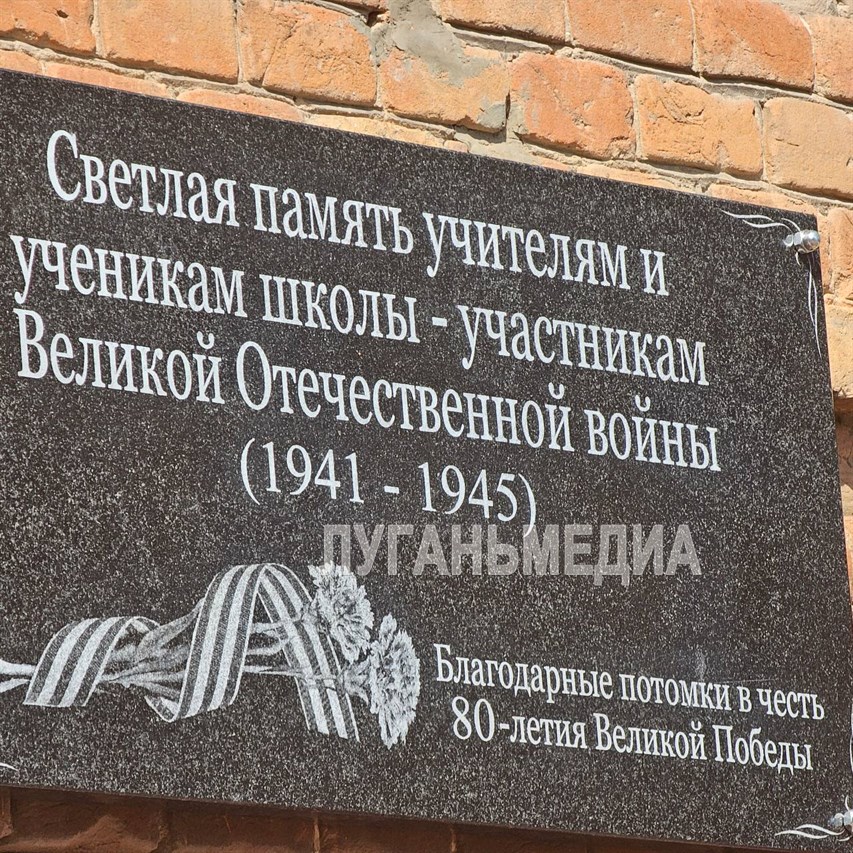 Светлая память учителям и
ученикам школы - участникам
Великой Отечественной войны
(1941 - 1945)
ЛУГАНЬМЕДИА
Благодарные потомки в честь
80-летия Великой Победы